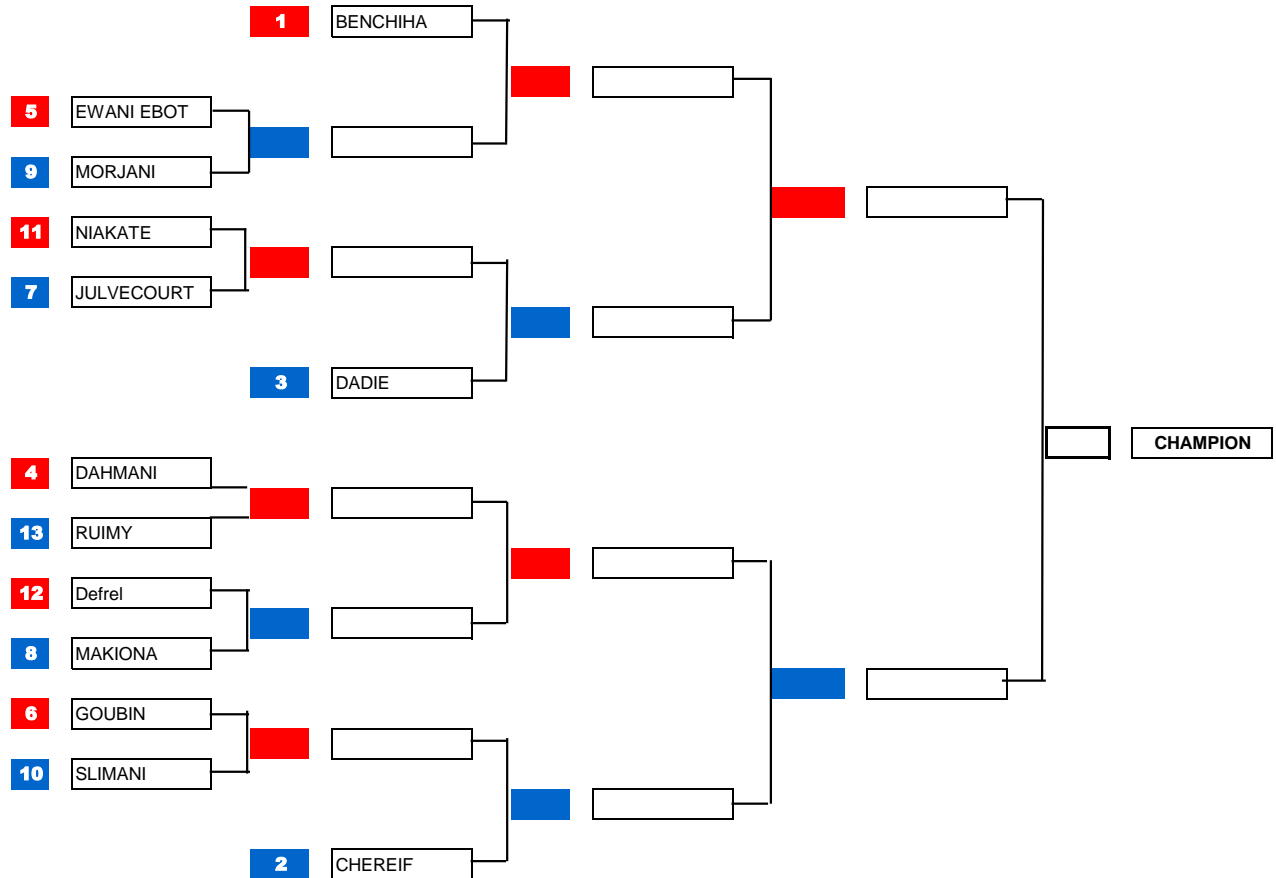 1 BENCHIHA
5 EWANI EBOT
9 MORJANI
11 NIAKATE
7 JULVECOURT
3 DADIE
CHAMPION
4 DAHMANI
13 RUIMY
12 Defrel
8 MAKIONA
6 GOUBIN
10 SLIMANI
2 CHEREIF